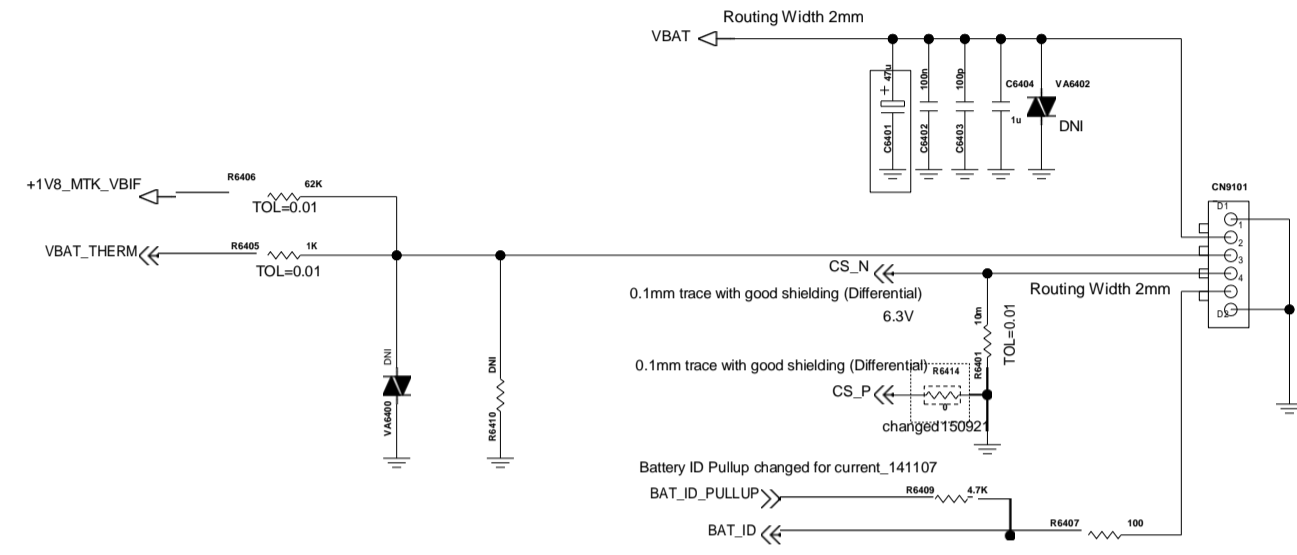 Routing Width 2mm
VBAT
47u
+
C6401
100n
C6402
100p
C6403
C6404
1u
VA6402
DNI
+1V8_MTK_VBIF
R6406
62K
TOL=0.01
VBAT_THERM
R6405
1K
TOL=0.01
CN9101
D1
1
2
3
4
D2
CS_N
0.1mm trace with good shielding (Differential)
6.3V
Routing Width 2mm
10m
R6401
TOL=0.01
0.1mm trace with good shielding (Differential)
R6414
CS_P
0
changed150921
DNI
VA6400
DNI
R6410
Battery ID Pullup changed for current_141107
BAT_ID_PULLUP
R6409
4.7K
BAT_ID
R6407
100